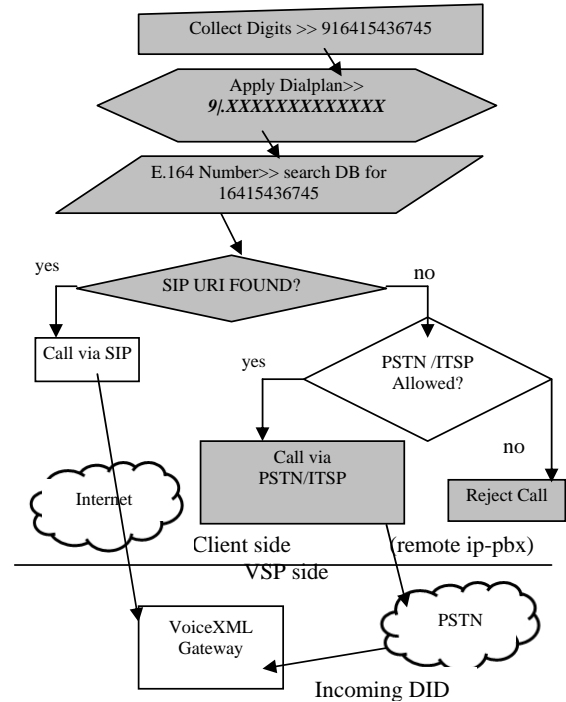 Collect Digits >> 916415436745
Apply Dialplan>>
9|.XXXXXXXXXXXXX
E.164 Number>> search DB for
16415436745
yes
no
SIP URI FOUND?
Call via SIP
yes
PSTN /ITSP
Allowed?
no
Call via
PSTN/ITSP
Reject Call
Internet
Client side
(remote ip-pbx)
VSP side
VoiceXML
Gateway
PSTN
Incoming DID